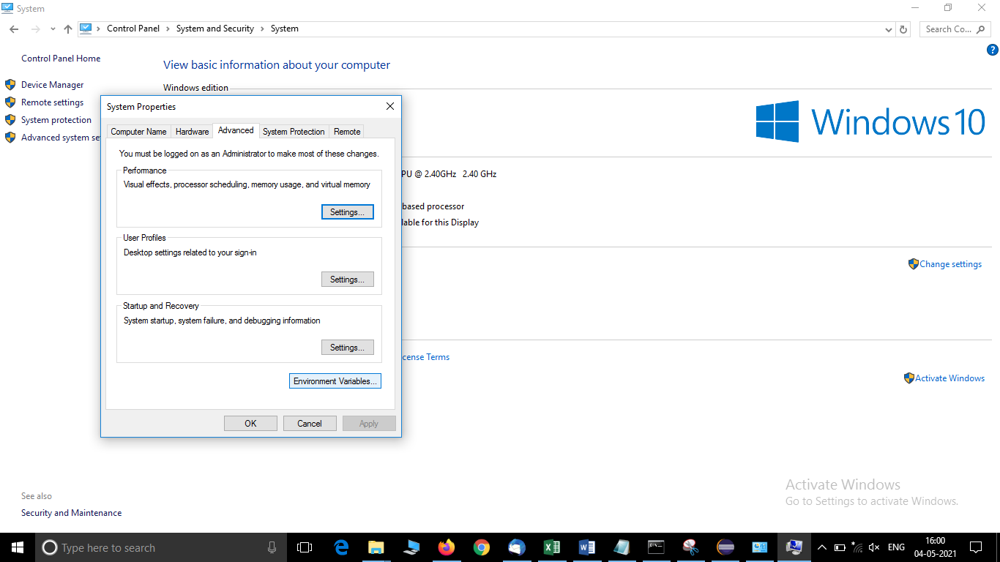 System
Control Panel
System and Security
System
Search Co...
Control Panel Home
Device Manager
Remote settings
System protection
Advanced system se
View basic information about your computer
Windows edition
?
Windows 10
System Properties
Computer Name
Hardware
Advanced
System Protection
Remote
You must be logged on as an Administrator to make most of these changes.
Performance
Visual effects, processor scheduling, memory usage, and virtual memory
Settings...
User Profiles
Desktop settings related to your sign-in
Settings...
Startup and Recovery
System startup, system failure, and debugging information
Settings...
Environment Variables...
OK
Cancel
Apply
PU @ 2.40GHz 2.40 GHz
based processor
lable for this Display
Change settings
cense Terms
Activate Windows
Activate Windows
Go to Settings to activate Windows.
See also
Security and Maintenance
Type here to search
ENG
16:00
04-05-2021